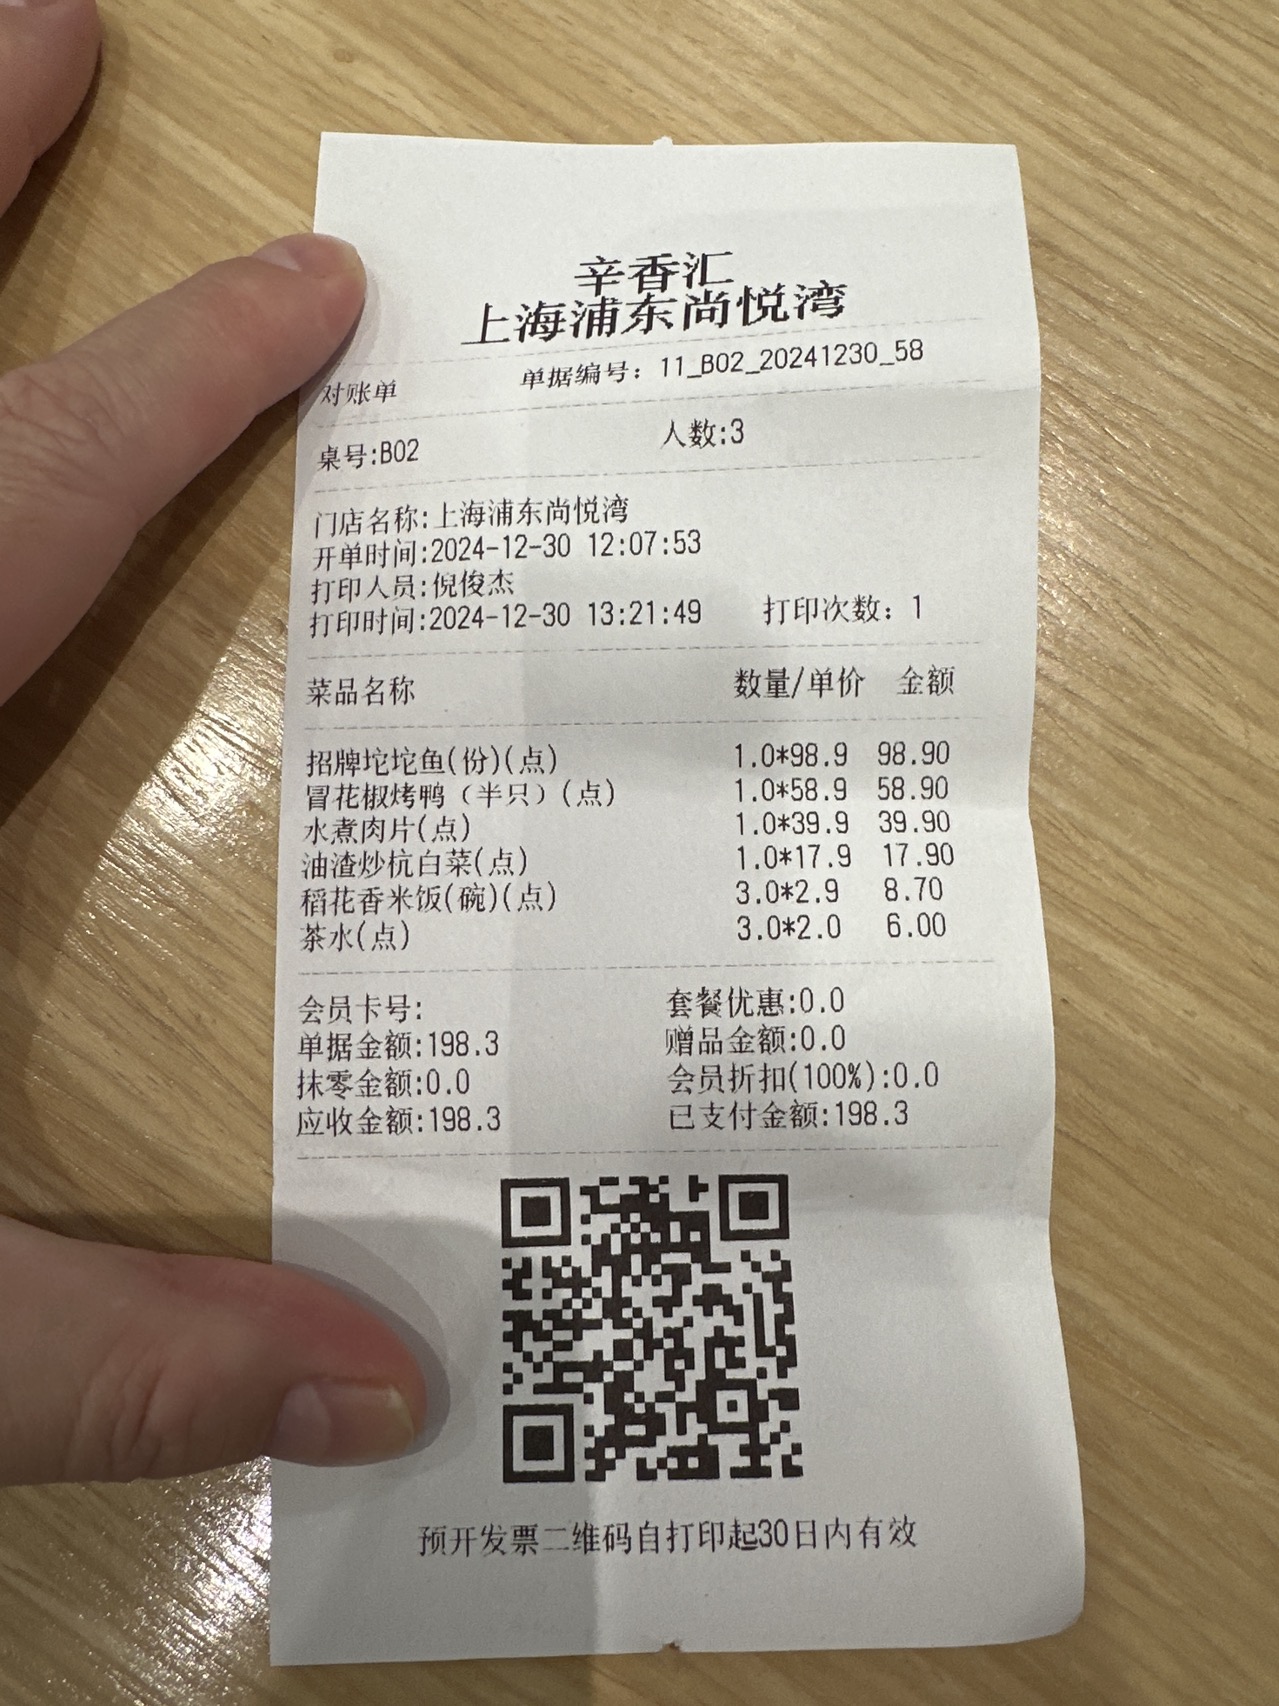 辛香汇
上海浦东尚悦湾
对账单 单据编号：11_B02_20241230_58
桌号:B02 人数:3
门店名称:上海浦东尚悦湾
开单时间:2024-12-30 12:07:53
打印人员:倪俊杰
打印时间:2024-12-30 13:21:49 打印次数：1
菜品名称 数量/单价 金额
招牌坨坨鱼(份)(点) 1.0*98.9 98.90
冒花椒烤鸭（半只）(点) 1.0*58.9 58.90
水煮肉片(点) 1.0*39.9 39.90
油渣炒杭白菜(点) 1.0*17.9 17.90
稻花香米饭(碗)(点) 3.0*2.9 8.70
茶水(点) 3.0*2.0 6.00
会员卡号: 套餐优惠:0.0
单据金额:198.3 赠品金额:0.0
抹零金额:0.0 会员折扣(100%):0.0
应收金额:198.3 已支付金额:198.3
预开发票二维码自打印起30日内有效